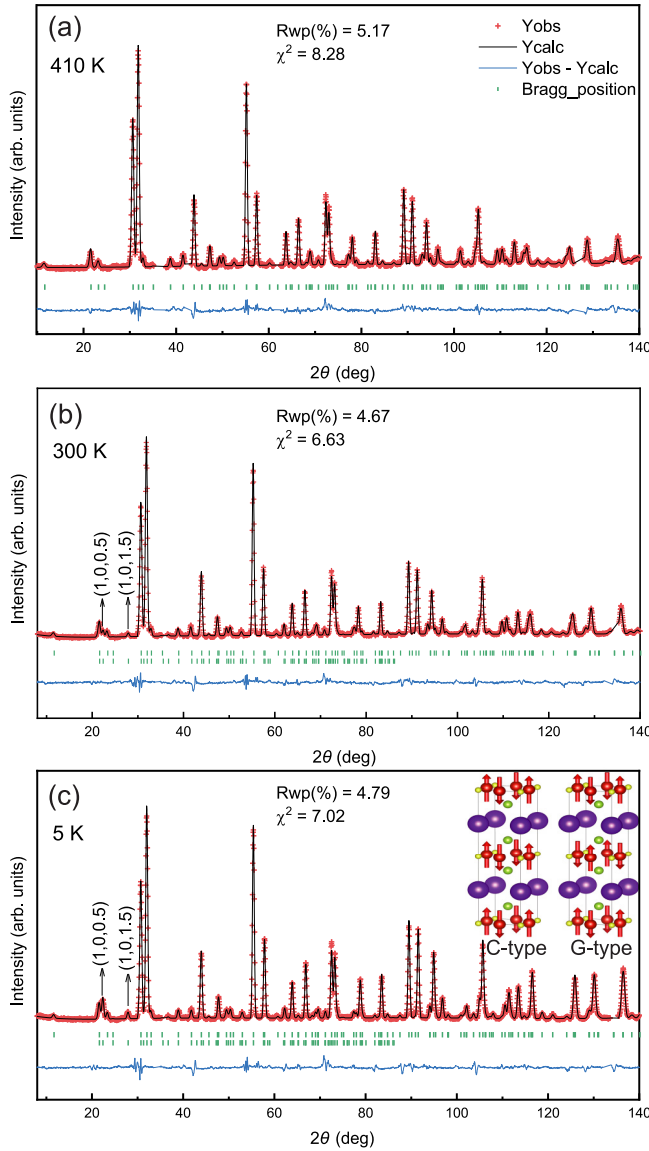 (a)
410 K
Rwp(%) = 5.17
χ² = 8.28
Yobs
Ycalc
Yobs - Ycalc
Bragg_position
Intensity (arb. units)
20 40 60 80 100 120 140
2θ (deg)
(b)
300 K
Rwp(%) = 4.67
χ² = 6.63
(1,0,0.5)
(1,0,1.5)
Intensity (arb. units)
20 40 60 80 100 120 140
2θ (deg)
(c)
5 K
Rwp(%) = 4.79
χ² = 7.02
(1,0,0.5)
(1,0,1.5)
C-type
G-type
Intensity (arb. units)
20 40 60 80 100 120 140
2θ (deg)